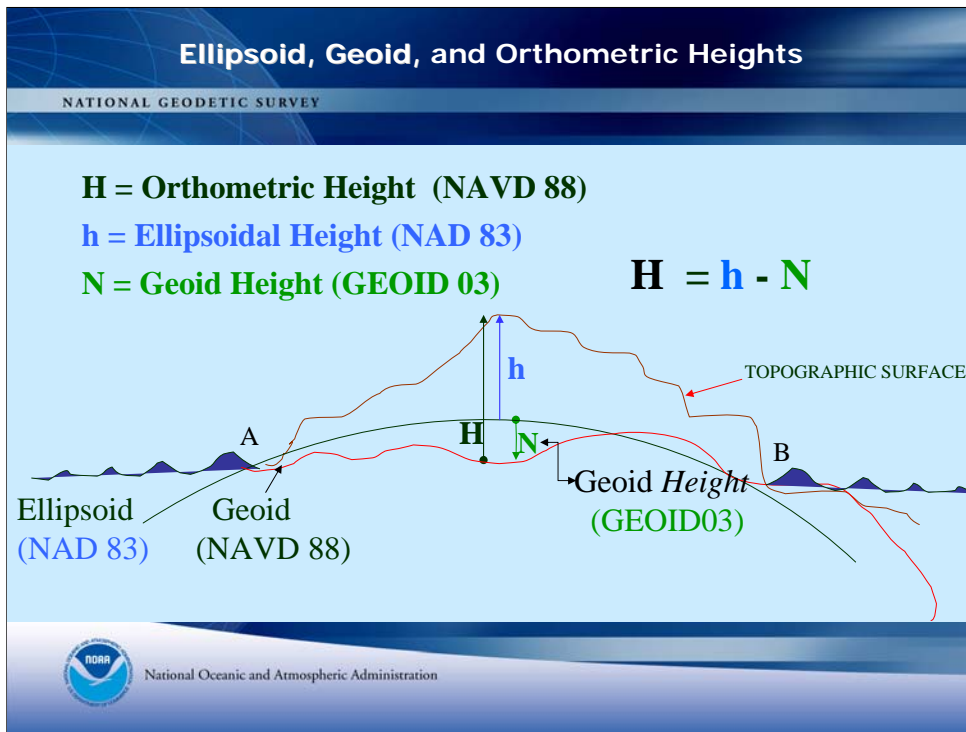 Ellipsoid, Geoid, and Orthometric Heights
NATIONAL GEODETIC SURVEY
H = Orthometric Height (NAVD 88)
h = Ellipsoidal Height (NAD 83)
N = Geoid Height (GEOID 03)
H = h - N
h
TOPOGRAPHIC SURFACE
A
H
N
B
Geoid Height
(GEOID03)
Ellipsoid
(NAD 83)
Geoid
(NAVD 88)
NOAA
National Oceanic and Atmospheric Administration